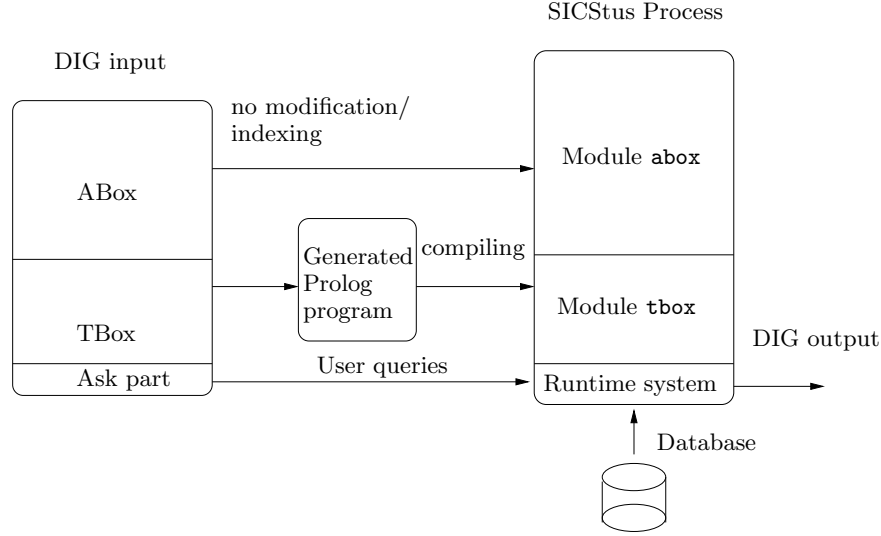 SICStus Process
DIG input
no modification/
indexing
Module abox
ABox
Generated
Prolog
program
compiling
Module tbox
TBox
DIG output
User queries
Ask part
Runtime system
Database